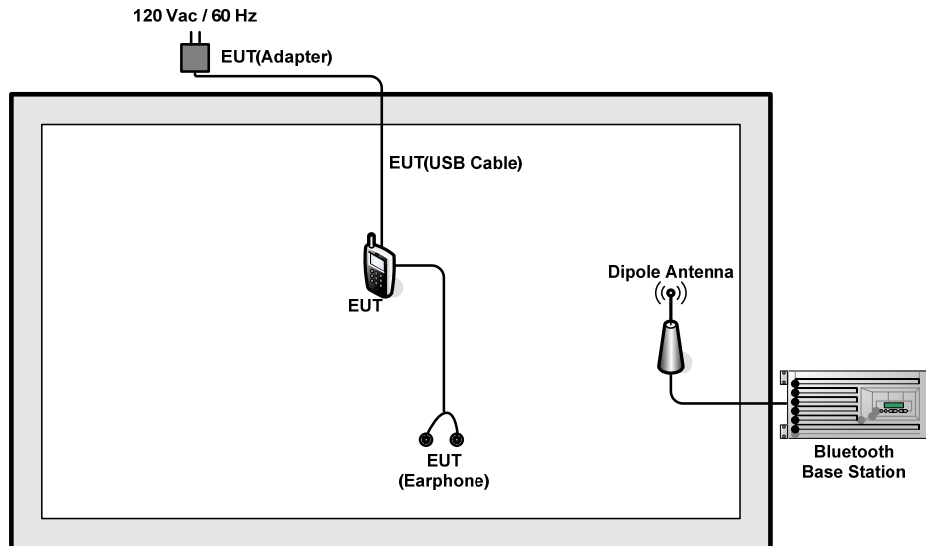 120 Vac / 60 Hz
EUT(Adapter)
EUT(USB Cable)
EUT
Dipole Antenna
EUT
(Earphone)
Bluetooth
Base Station